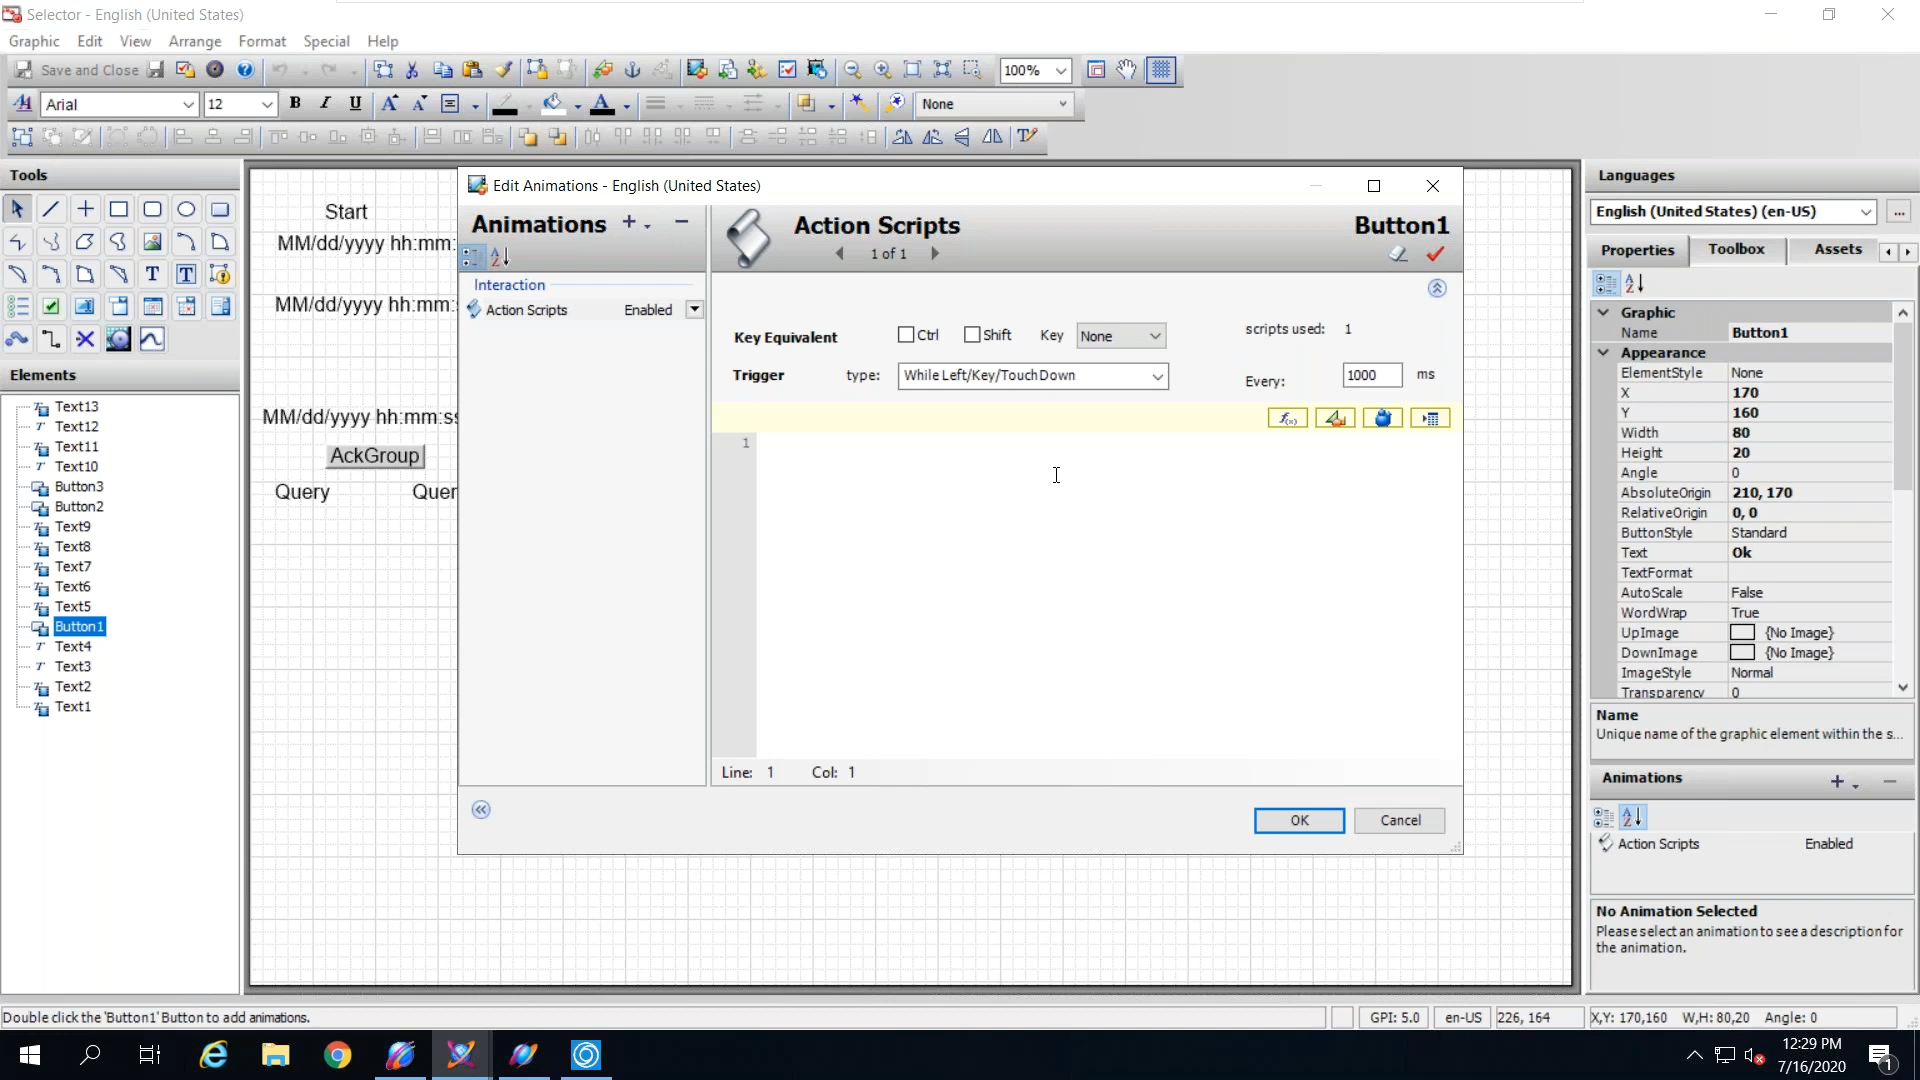 Selector - English (United States)
Graphic Edit View Arrange Format Special Help
Save and Close
100%
Arial 12 B I U None
Tools
Elements
Text13
Text12
Text11
Text10
Button3
Button2
Text9
Text8
Text7
Text6
Text5
Button1
Text4
Text3
Text2
Text1
Start
MM/dd/yyyy hh:mm:
MM/dd/yyyy hh:mm:
MM/dd/yyyy hh:mm:ss
AckGroup
Query Quer
Edit Animations - English (United States)
Animations
Interaction
Action Scripts Enabled
Action Scripts Button1
1 of 1
Key Equivalent Ctrl Shift Key None scripts used: 1
Trigger type: While Left/Key/TouchDown Every: 1000 ms
1
Line: 1 Col: 1
OK Cancel
Languages
English (United States) (en-US) ...
Properties Toolbox Assets
Graphic
Name Button1
Appearance
ElementStyle None
X 170
Y 160
Width 80
Height 20
Angle 0
AbsoluteOrigin 210, 170
RelativeOrigin 0, 0
ButtonStyle Standard
Text Ok
TextFormat
AutoScale False
WordWrap True
UpImage {No Image}
DownImage {No Image}
ImageStyle Normal
Transparency 0
Name
Unique name of the graphic element within the s...
Animations
Action Scripts Enabled
No Animation Selected
Please select an animation to see a description for
the animation.
Double click the 'Button1' Button to add animations.
GPI: 5.0 en-US 226, 164 X,Y: 170,160 W,H: 80,20 Angle: 0
12:29 PM
7/16/2020
1